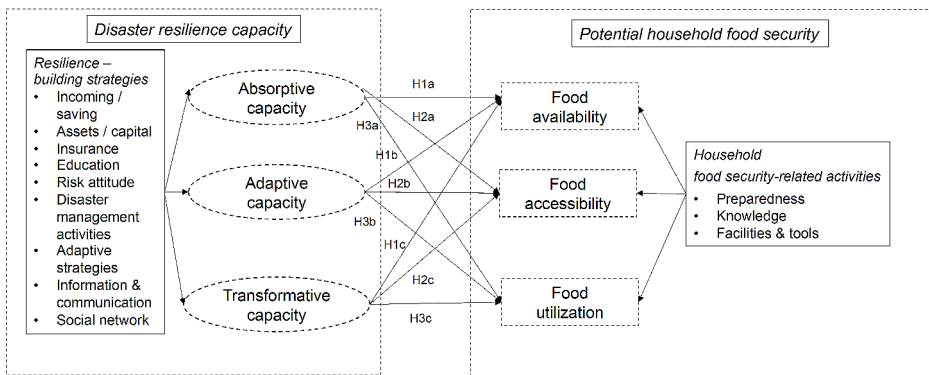 Disaster resilience capacity
Resilience –
building strategies
• Incoming /
saving
• Assets / capital
• Insurance
• Education
• Risk attitude
• Disaster
management
activities
• Adaptive
strategies
• Information &
communication
• Social network
Absorptive
capacity
Adaptive
capacity
Transformative
capacity
H1a
H2a
H3a
H1b
H2b
H3b
H1c
H2c
H3c
Potential household food security
Food
availability
Food
accessibility
Food
utilization
Household
food security-related activities
• Preparedness
• Knowledge
• Facilities & tools